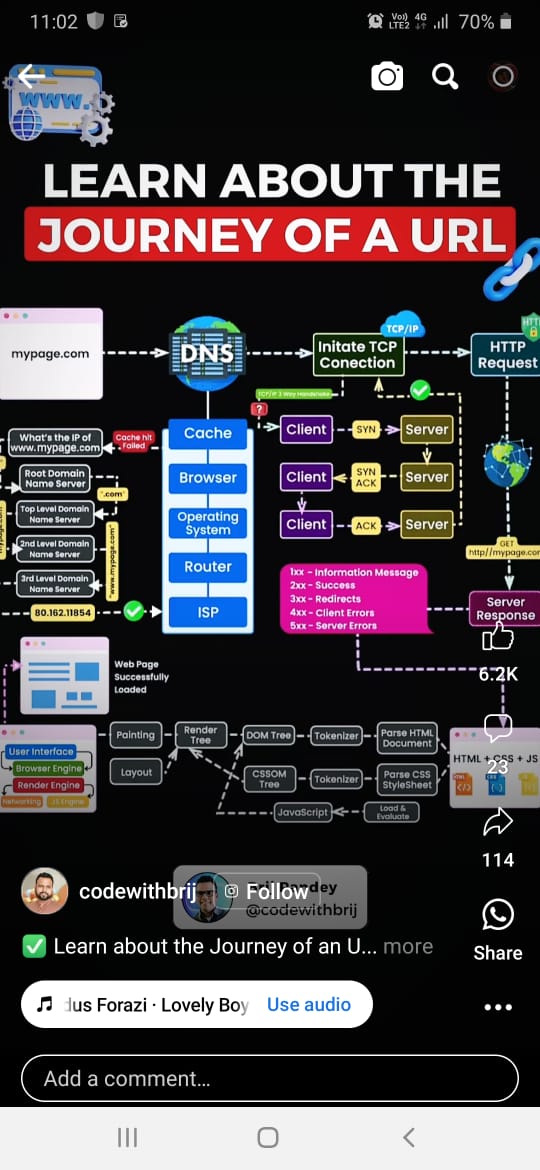 11:02
Vo)) LTE2 4G 70%
www.
LEARN ABOUT THE
JOURNEY OF A URL
TCP/IP
mypage.com
DNS
Initate TCP
Conection
HTTP
Request
TCP/IP 3 Way Handshake
?
What's the IP of
www.mypage.com
Cache hit
Failed
Cache
Client
SYN
Server
Root Domain
Name Server
".com"
Browser
Client
SYN
ACK
Server
Top Level Domain
Name Server
Operating
System
Client
ACK
Server
2nd Level Domain
Name Server
"www.mypage.com"
GET
http//mypage.com
Router
3rd Level Domain
Name Server
1xx - Information Message
2xx - Success
3xx - Redirects
4xx - Client Errors
5xx - Server Errors
80.162.11854
ISP
Server
Response
6.2K
Web Page
Successfully
Loaded
Painting
Render
Tree
DOM Tree
Tokenizer
Parse HTML
Document
User Interface
Browser Engine
Render Engine
Networking
JS Engine
Layout
CSSOM
Tree
Tokenizer
Parse CSS
StyleSheet
HTML + CSS + JS
23
JavaScript
Load &
Evaluate
114
codewithbrij
Follow
Pandey
@codewithbrij
Learn about the Journey of an U... more
Share
dus Forazi · Lovely Boy
Use audio
Add a comment...